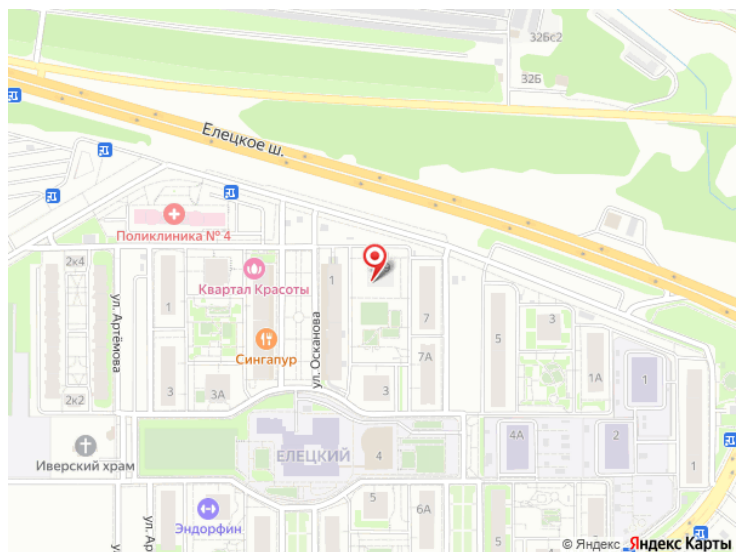 32Бс2
32Б
Елецкое ш.
Поликлиника № 4
2к4
Квартал Красоты
1
1
ул. Артёмова
ул. Осканова
7
3
5
Сингапур
7А
1А
1
3
3А
3
2к2
ЕЛЕЦКИЙ
4
4А
2
Иверский храм
1
5
6А
Эндорфин
ул. Ар
© Яндекс Яндекс Карты